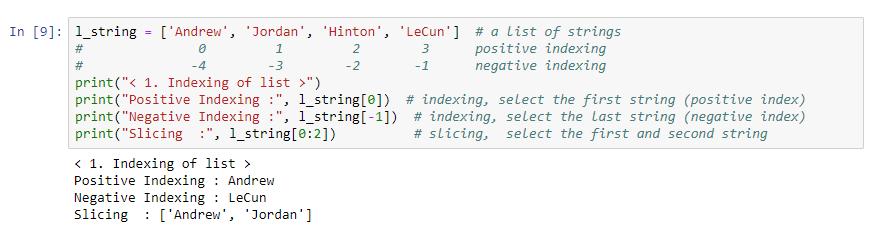 In [9]: l_string = ['Andrew', 'Jordan', 'Hinton', 'LeCun']  # a list of strings
#               0         1         2        3      positive indexing
#              -4        -3        -2       -1      negative indexing
print("< 1. Indexing of list >")
print("Positive Indexing :", l_string[0])  # indexing, select the first string (positive index)
print("Negative Indexing :", l_string[-1])  # indexing, select the last string (negative index)
print("Slicing  :", l_string[0:2])          # slicing,  select the first and second string
< 1. Indexing of list >
Positive Indexing : Andrew
Negative Indexing : LeCun
Slicing  : ['Andrew', 'Jordan']